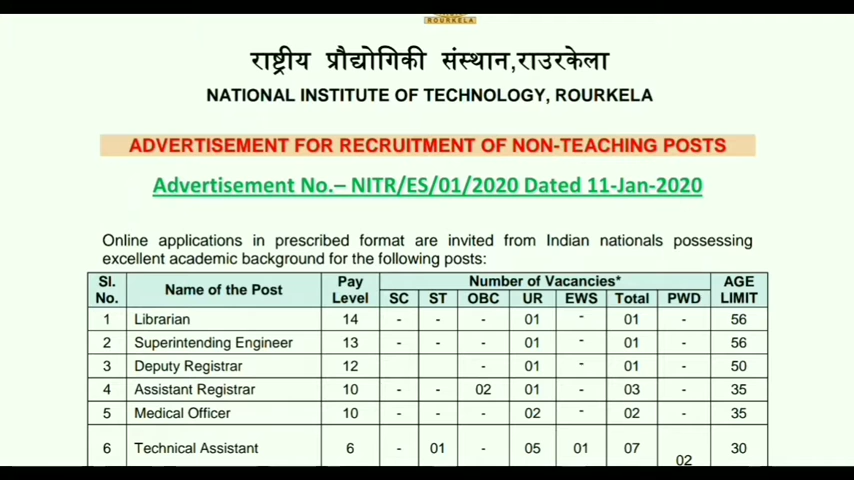 ROURKELA
राष्ट्रीय प्रौद्योगिकी संस्थान,राउरकेला
NATIONAL INSTITUTE OF TECHNOLOGY, ROURKELA
ADVERTISEMENT FOR RECRUITMENT OF NON-TEACHING POSTS
Advertisement No.– NITR/ES/01/2020 Dated 11-Jan-2020
Online applications in prescribed format are invited from Indian nationals possessing
excellent academic background for the following posts:
Sl. No. Name of the Post Pay Level Number of Vacancies* AGE LIMIT
SC ST OBC UR EWS Total PWD
1 Librarian 14 - - - 01 - 01 - 56
2 Superintending Engineer 13 - - - 01 - 01 - 56
3 Deputy Registrar 12 - 01 - 01 - 50
4 Assistant Registrar 10 - - 02 01 - 03 - 35
5 Medical Officer 10 - - - 02 - 02 - 35
6 Technical Assistant 6 - 01 - 05 01 07 02 30